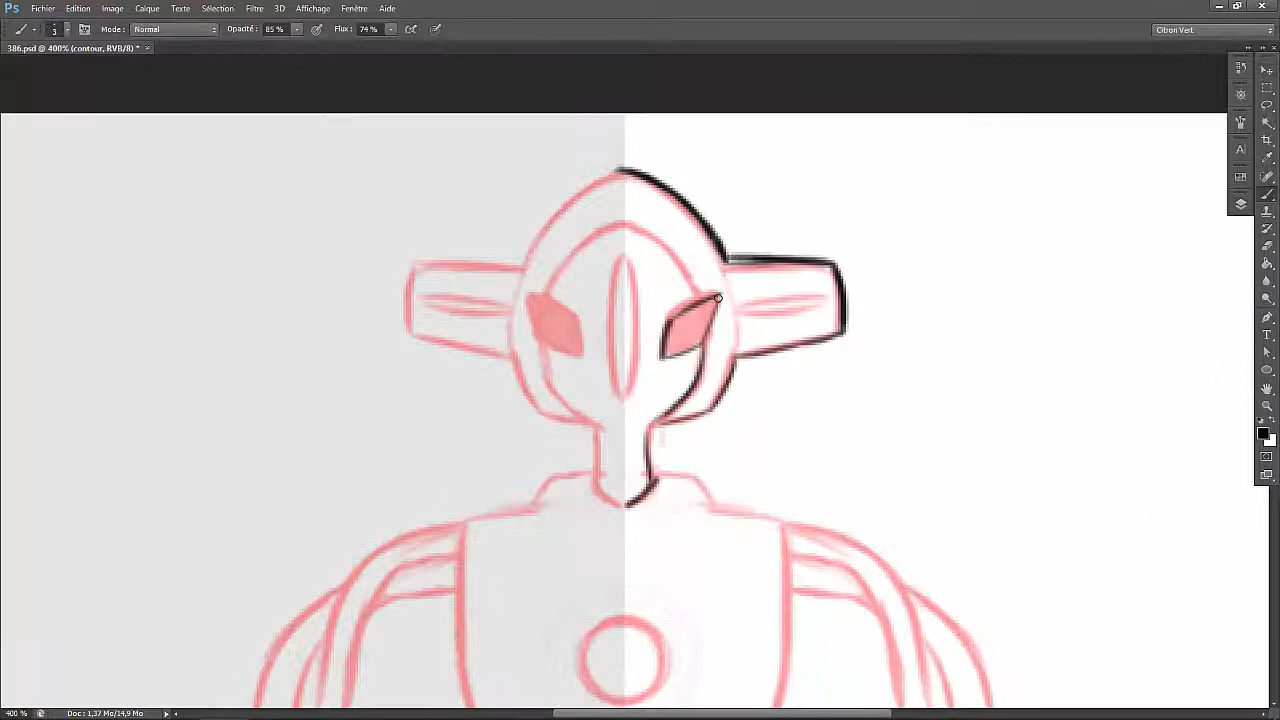 Ps Fichier Edition Image Calque Texte Sélection Filtre 3D Affichage Fenêtre Aide
3 Mode : Normal Opacité : 85 % Flux : 74 % Citron Vert
386.psd @ 400% (contour, RVB/8) * ×
A
T
400 % Doc : 1,37 Mo/14,9 Mo